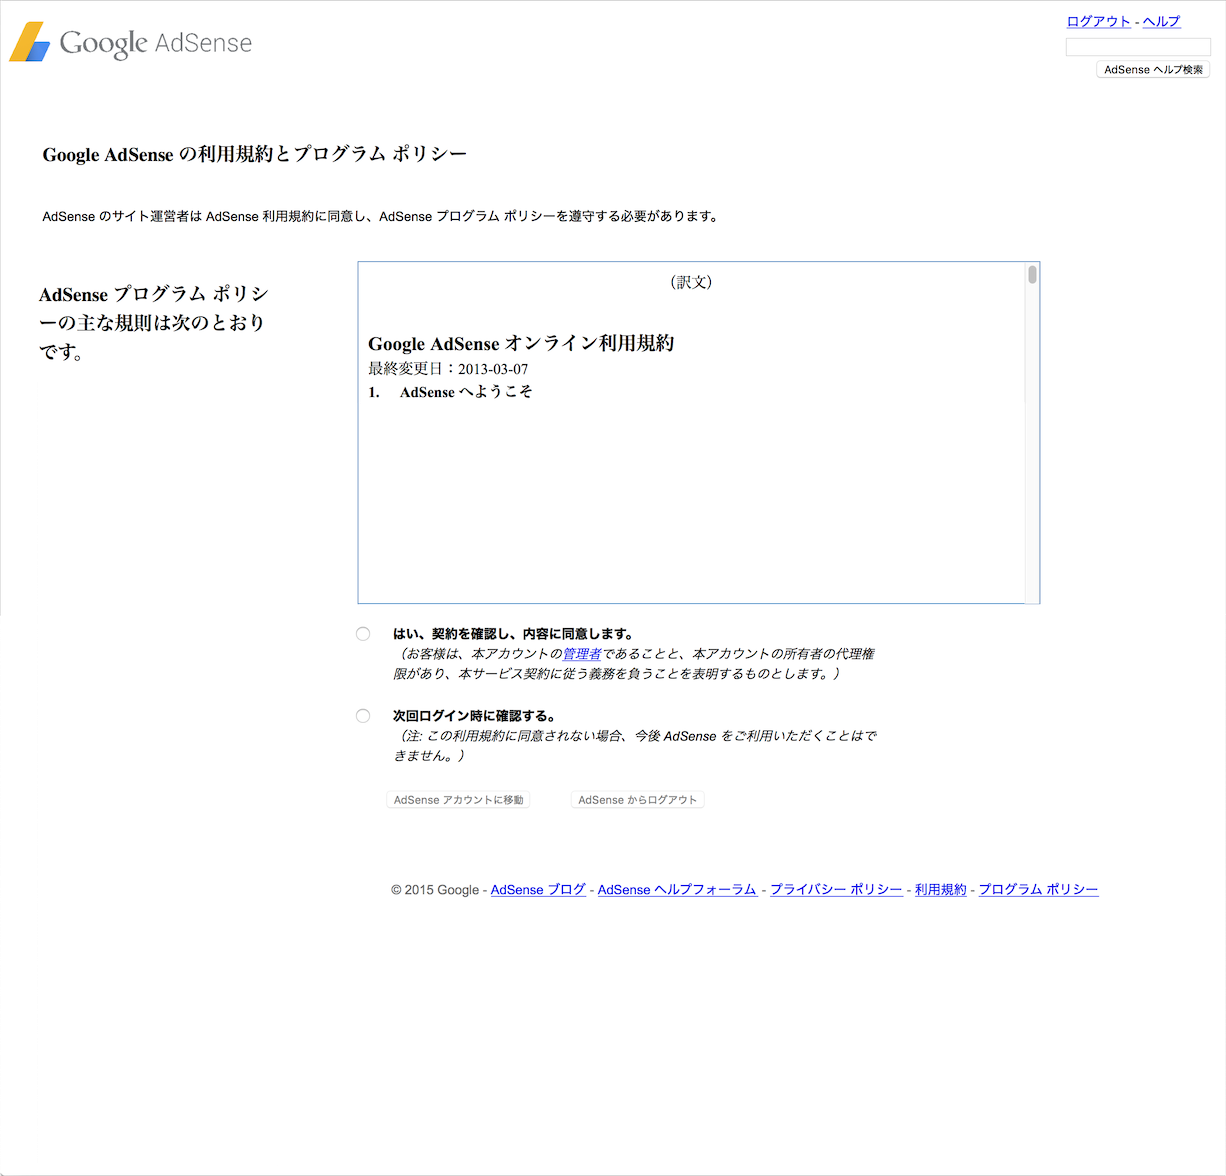 Google AdSense
ログアウト - ヘルプ
AdSense ヘルプ検索
Google AdSense の利用規約とプログラム ポリシー
AdSense のサイト運営者は AdSense 利用規約に同意し、AdSense プログラム ポリシーを遵守する必要があります。
AdSense プログラム ポリシ
ーの主な規則は次のとおり
です。
（訳文）
Google AdSense オンライン利用規約
最終変更日：2013-03-07
1. AdSense へようこそ
はい、契約を確認し、内容に同意します。
（お客様は、本アカウントの管理者であることと、本アカウントの所有者の代理権
限があり、本サービス契約に従う義務を負うことを表明するものとします。）
次回ログイン時に確認する。
（注: この利用規約に同意されない場合、今後 AdSense をご利用いただくことはで
きません。）
AdSense アカウントに移動
AdSense からログアウト
© 2015 Google - AdSense ブログ - AdSense ヘルプフォーラム - プライバシー ポリシー - 利用規約 - プログラム ポリシー